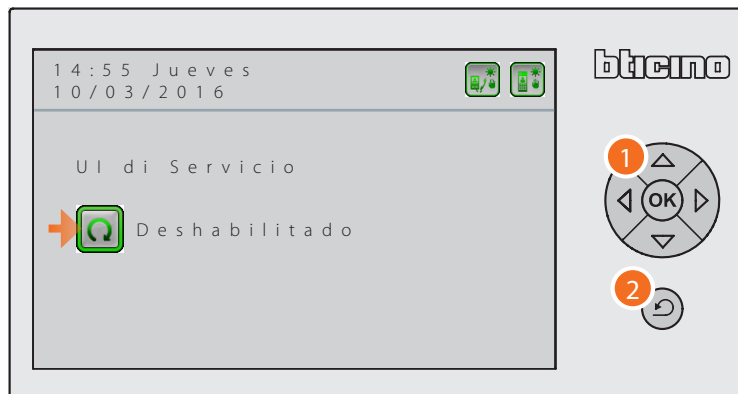 14:55 Jueves
10/03/2016
bticino
UI di Servicio
Deshabilitado
1
OK
2